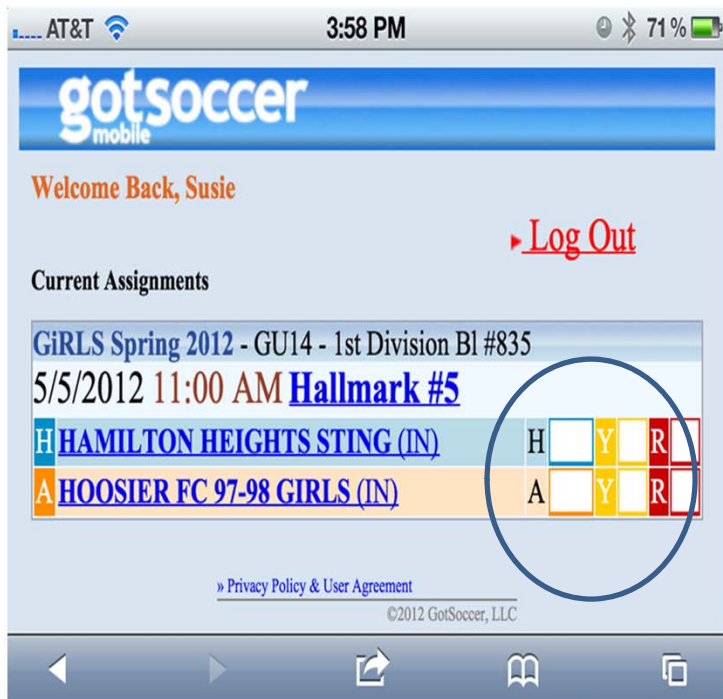 AT&T 3:58 PM 71%
gotsoccer
mobile
Welcome Back, Susie
Log Out
Current Assignments
GiRLS Spring 2012 - GU14 - 1st Division Bl #835
5/5/2012 11:00 AM Hallmark #5
H HAMILTON HEIGHTS STING (IN) H Y R
A HOOSIER FC 97-98 GIRLS (IN) A Y R
» Privacy Policy & User Agreement
©2012 GotSoccer, LLC